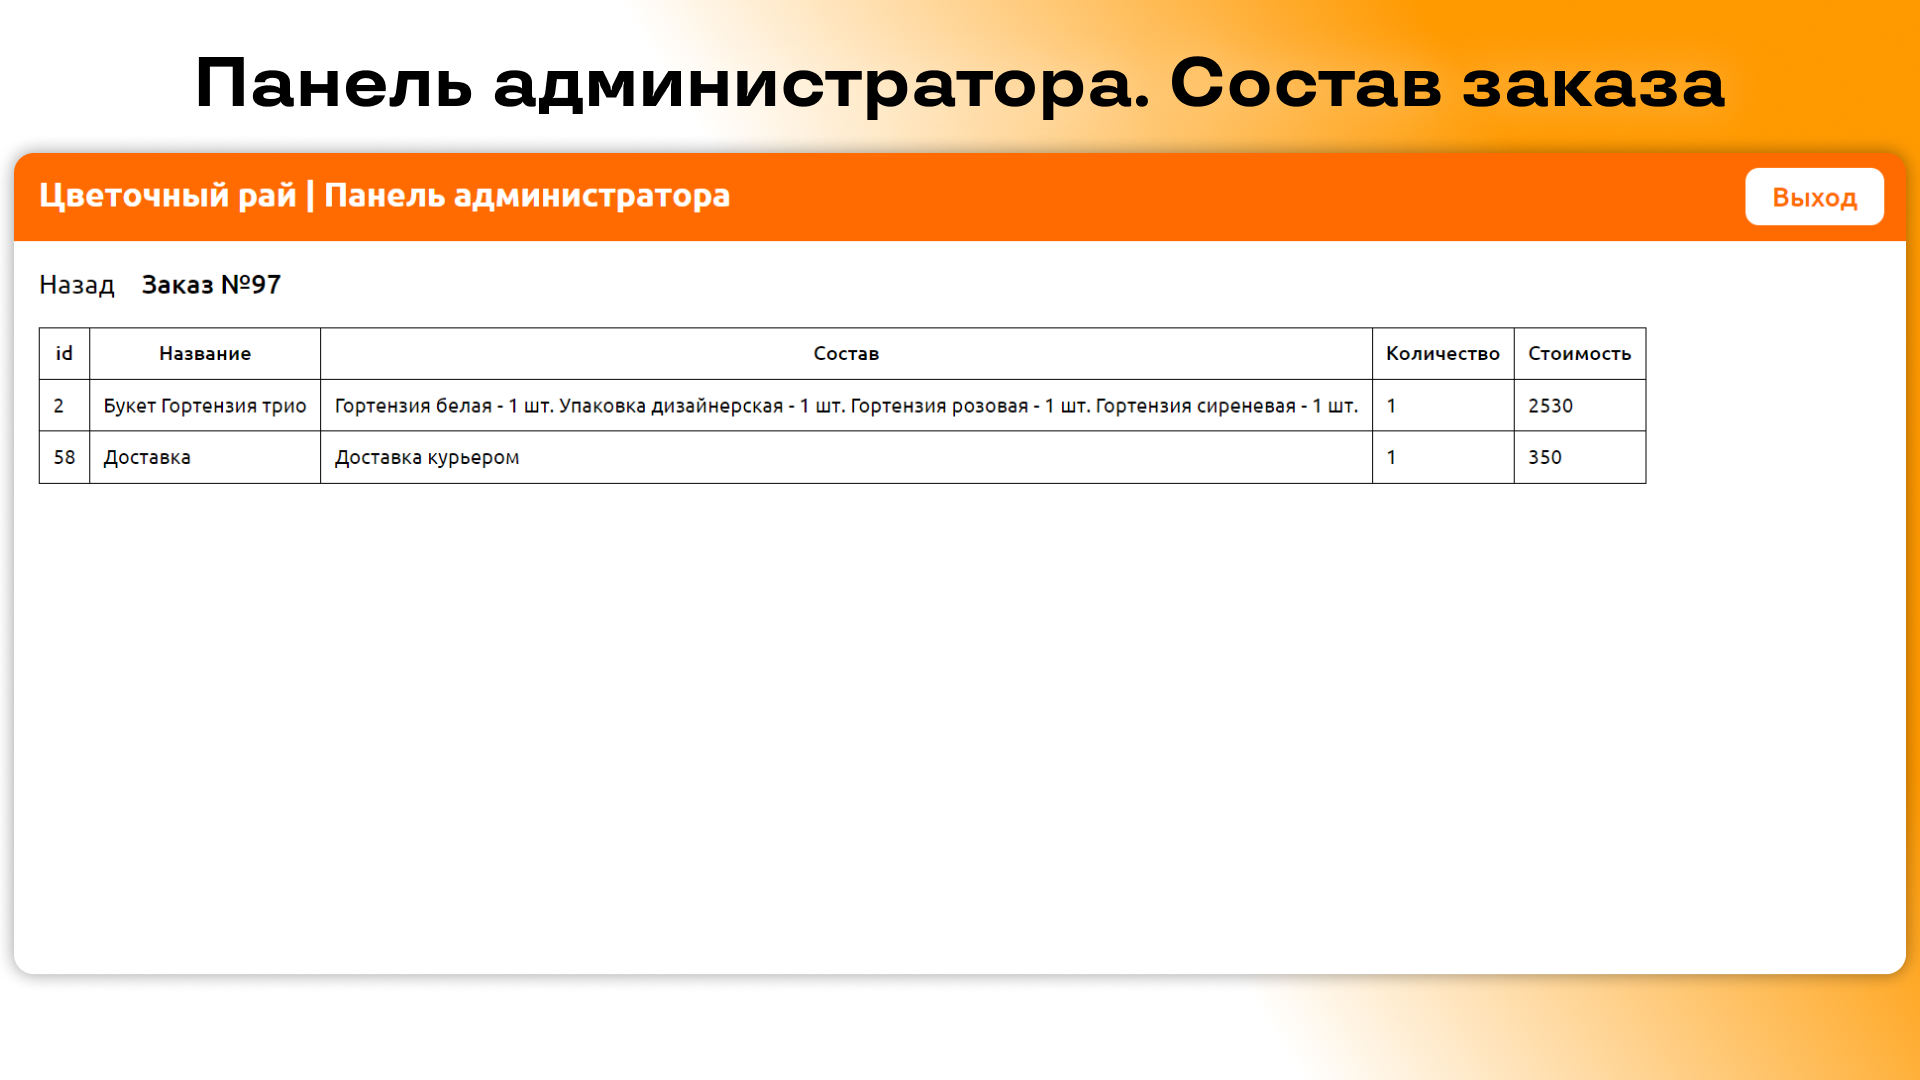 Панель администратора. Состав заказа
Цветочный рай | Панель администратора
Выход
Назад Заказ №97
id Название Состав Количество Стоимость
2 Букет Гортензия трио Гортензия белая - 1 шт. Упаковка дизайнерская - 1 шт. Гортензия розовая - 1 шт. Гортензия сиреневая - 1 шт. 1 2530
58 Доставка Доставка курьером 1 350